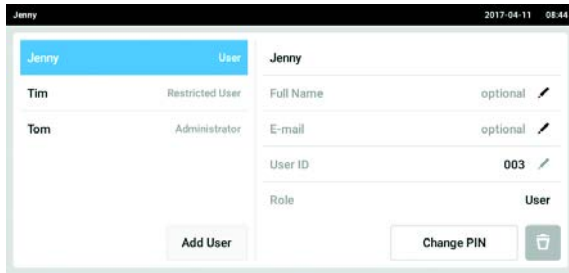 Jenny 2017-04-11 08:44
Jenny User
Tim Restricted User
Tom Administrator
Add User
Jenny
Full Name optional
E-mail optional
User ID 003
Role User
Change PIN